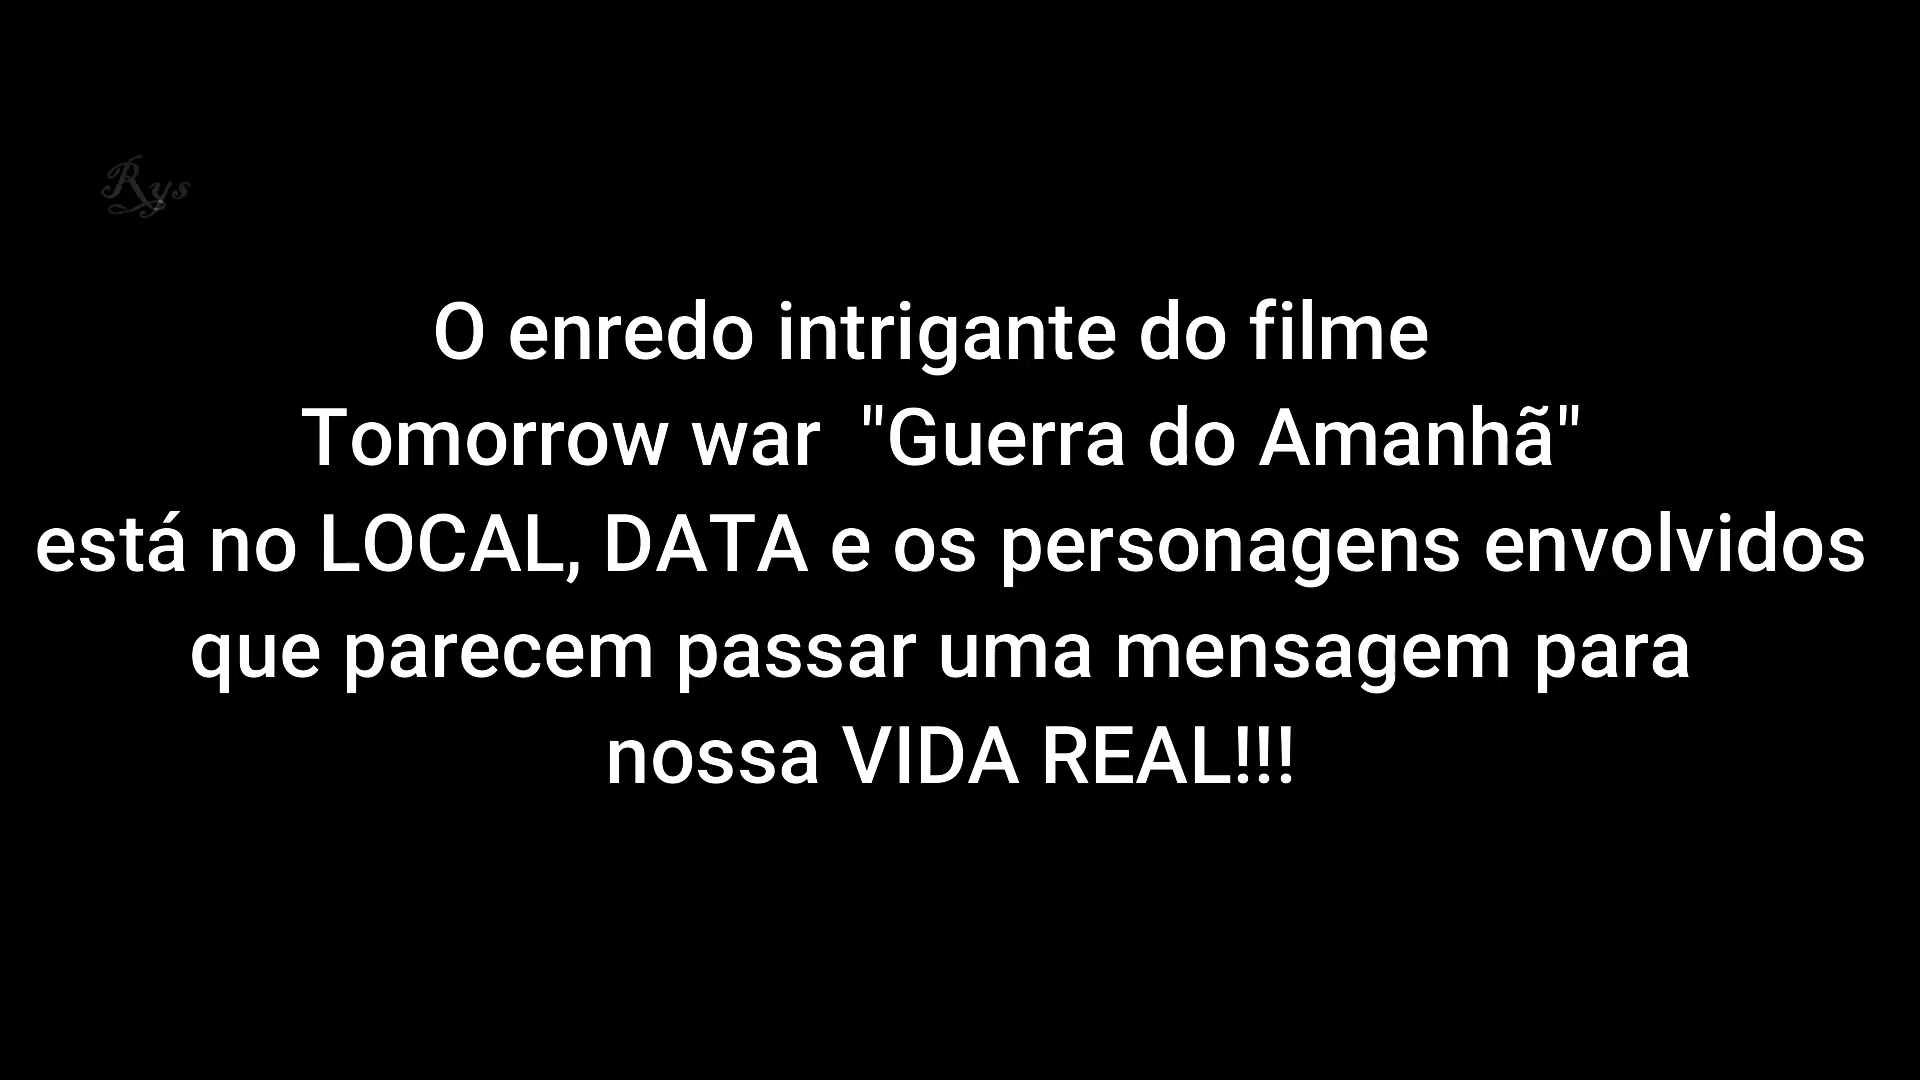 Rys
O enredo intrigante do filme
Tomorrow war "Guerra do Amanhã"
está no LOCAL, DATA e os personagens envolvidos
que parecem passar uma mensagem para
nossa VIDA REAL!!!